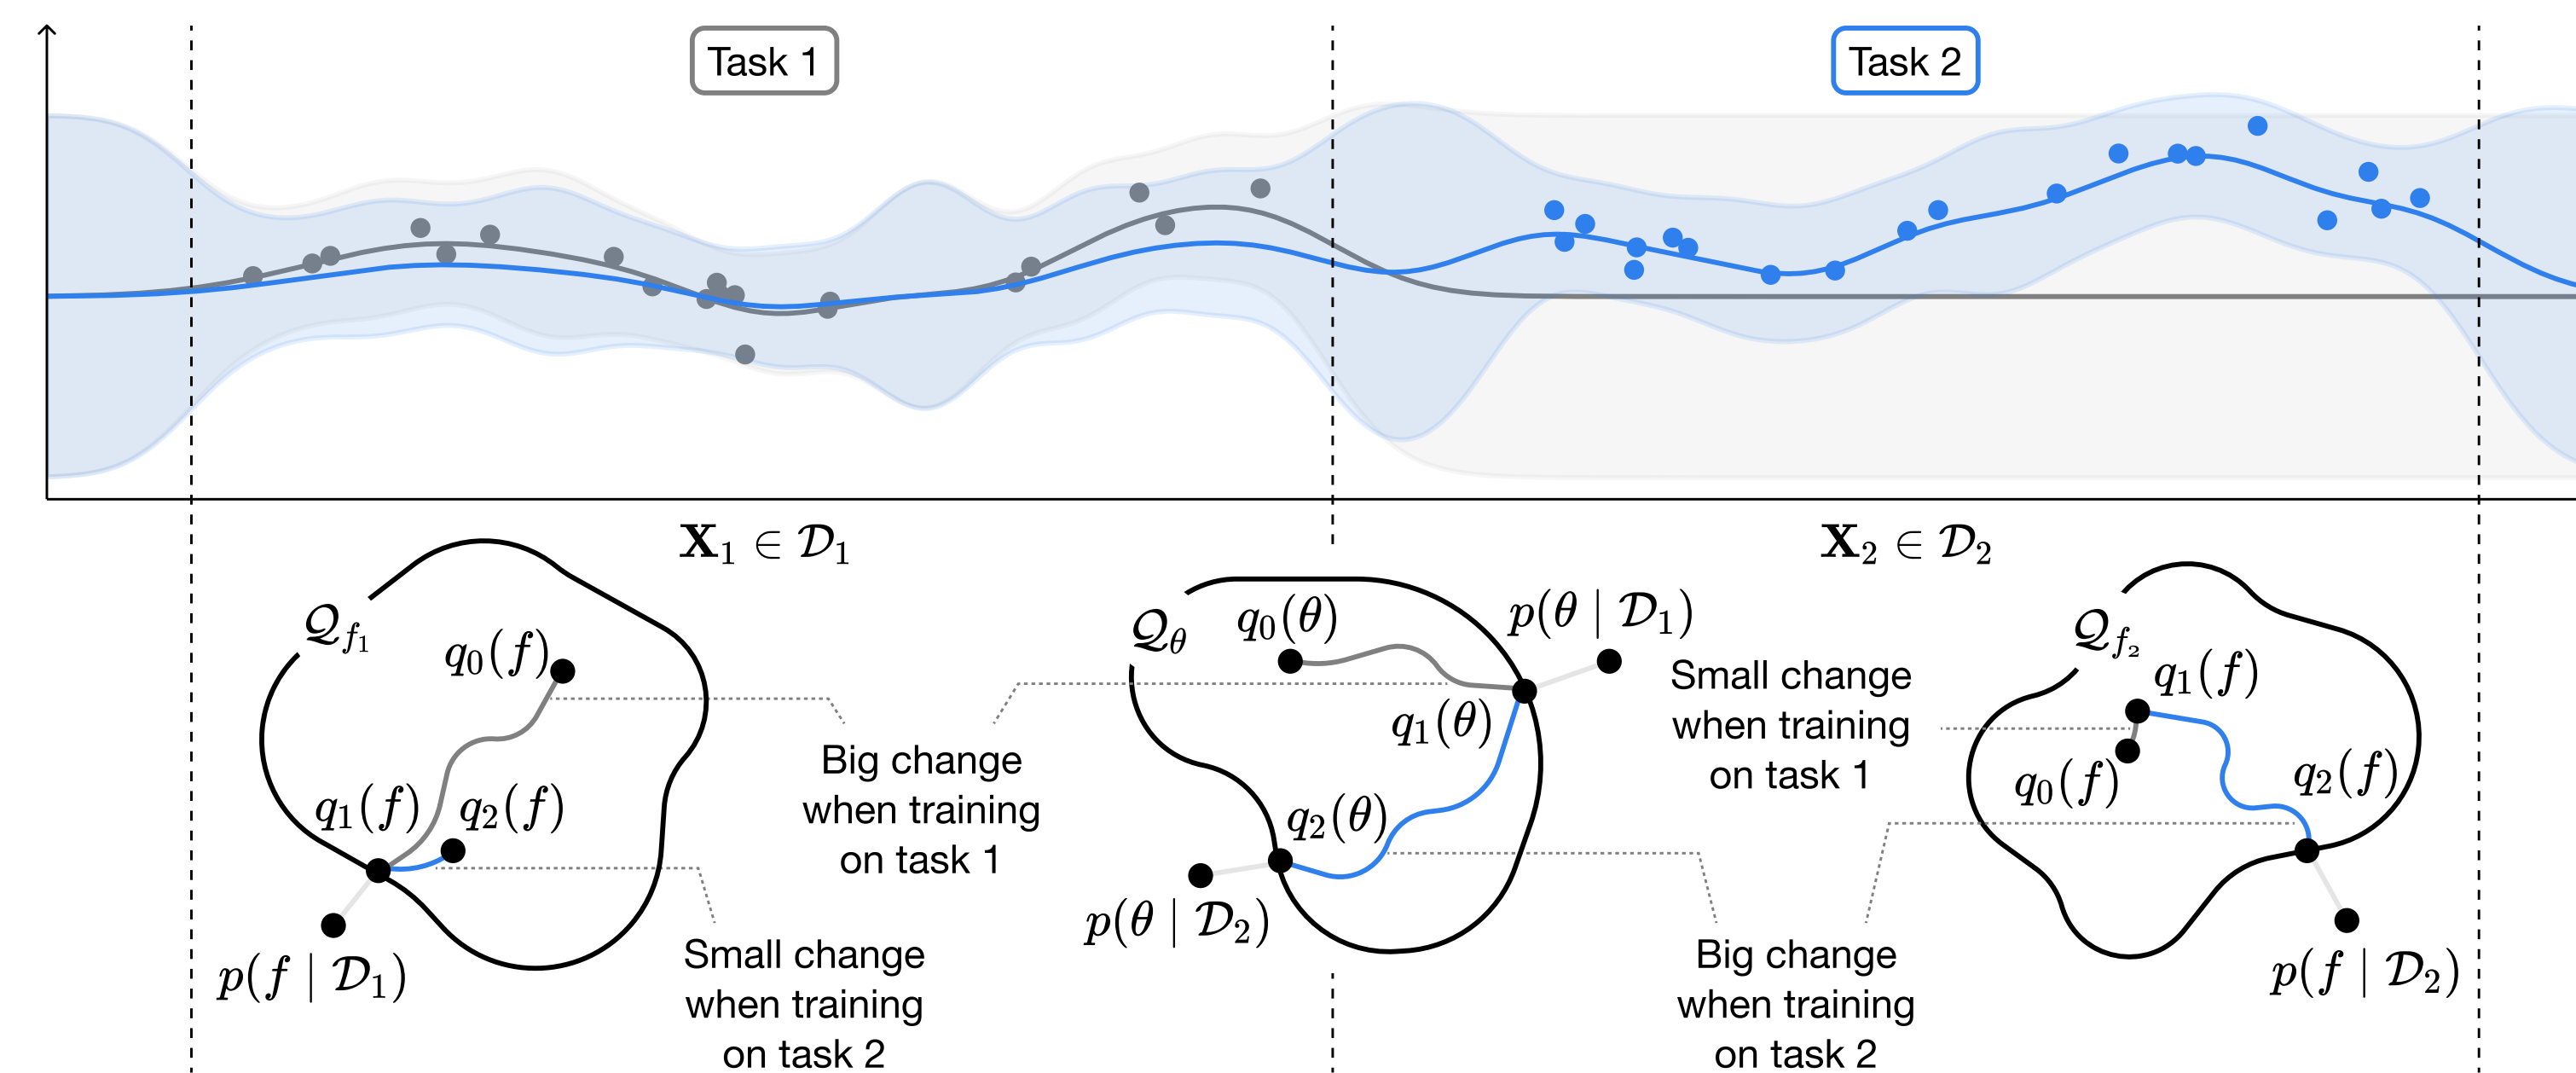 Task 1
Task 2
𝐗₁ ∈ 𝒟₁
𝐗₂ ∈ 𝒟₂
𝒬_{f₁}
q₀(f)
q₁(f)
q₂(f)
p(f | 𝒟₁)
Big change
when training
on task 1
Small change
when training
on task 2
𝒬_θ
q₀(θ)
p(θ | 𝒟₁)
q₁(θ)
q₂(θ)
p(θ | 𝒟₂)
Small change
when training
on task 1
Big change
when training
on task 2
𝒬_{f₂}
q₁(f)
q₀(f)
q₂(f)
p(f | 𝒟₂)